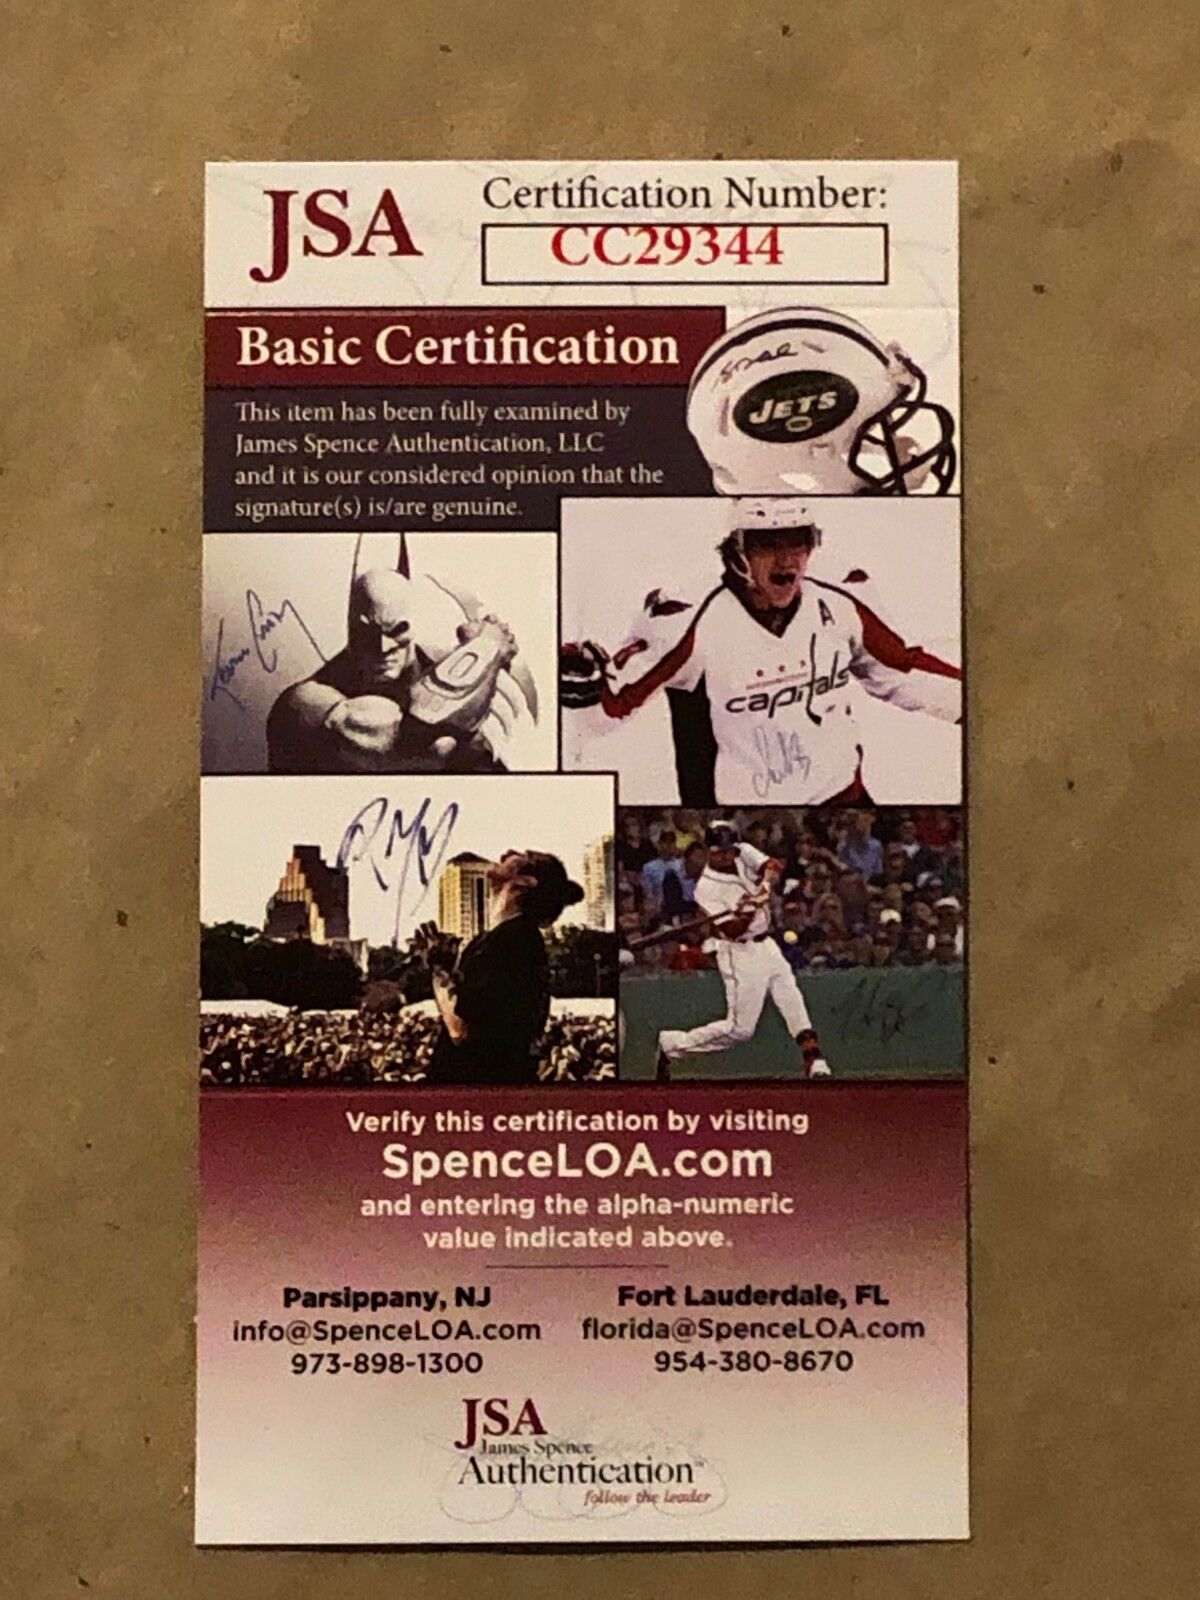 JSA
Certification Number:
CC29344
Basic Certification
This item has been fully examined by
James Spence Authentication, LLC
and it is our considered opinion that the
signature(s) is/are genuine.
JETS
A
capitals
Verify this certification by visiting
SpenceLOA.com
and entering the alpha-numeric
value indicated above.
Parsippany, NJ
info@SpenceLOA.com
973-898-1300
Fort Lauderdale, FL
florida@SpenceLOA.com
954-380-8670
JSA
James Spence
Authentication™
follow the leader